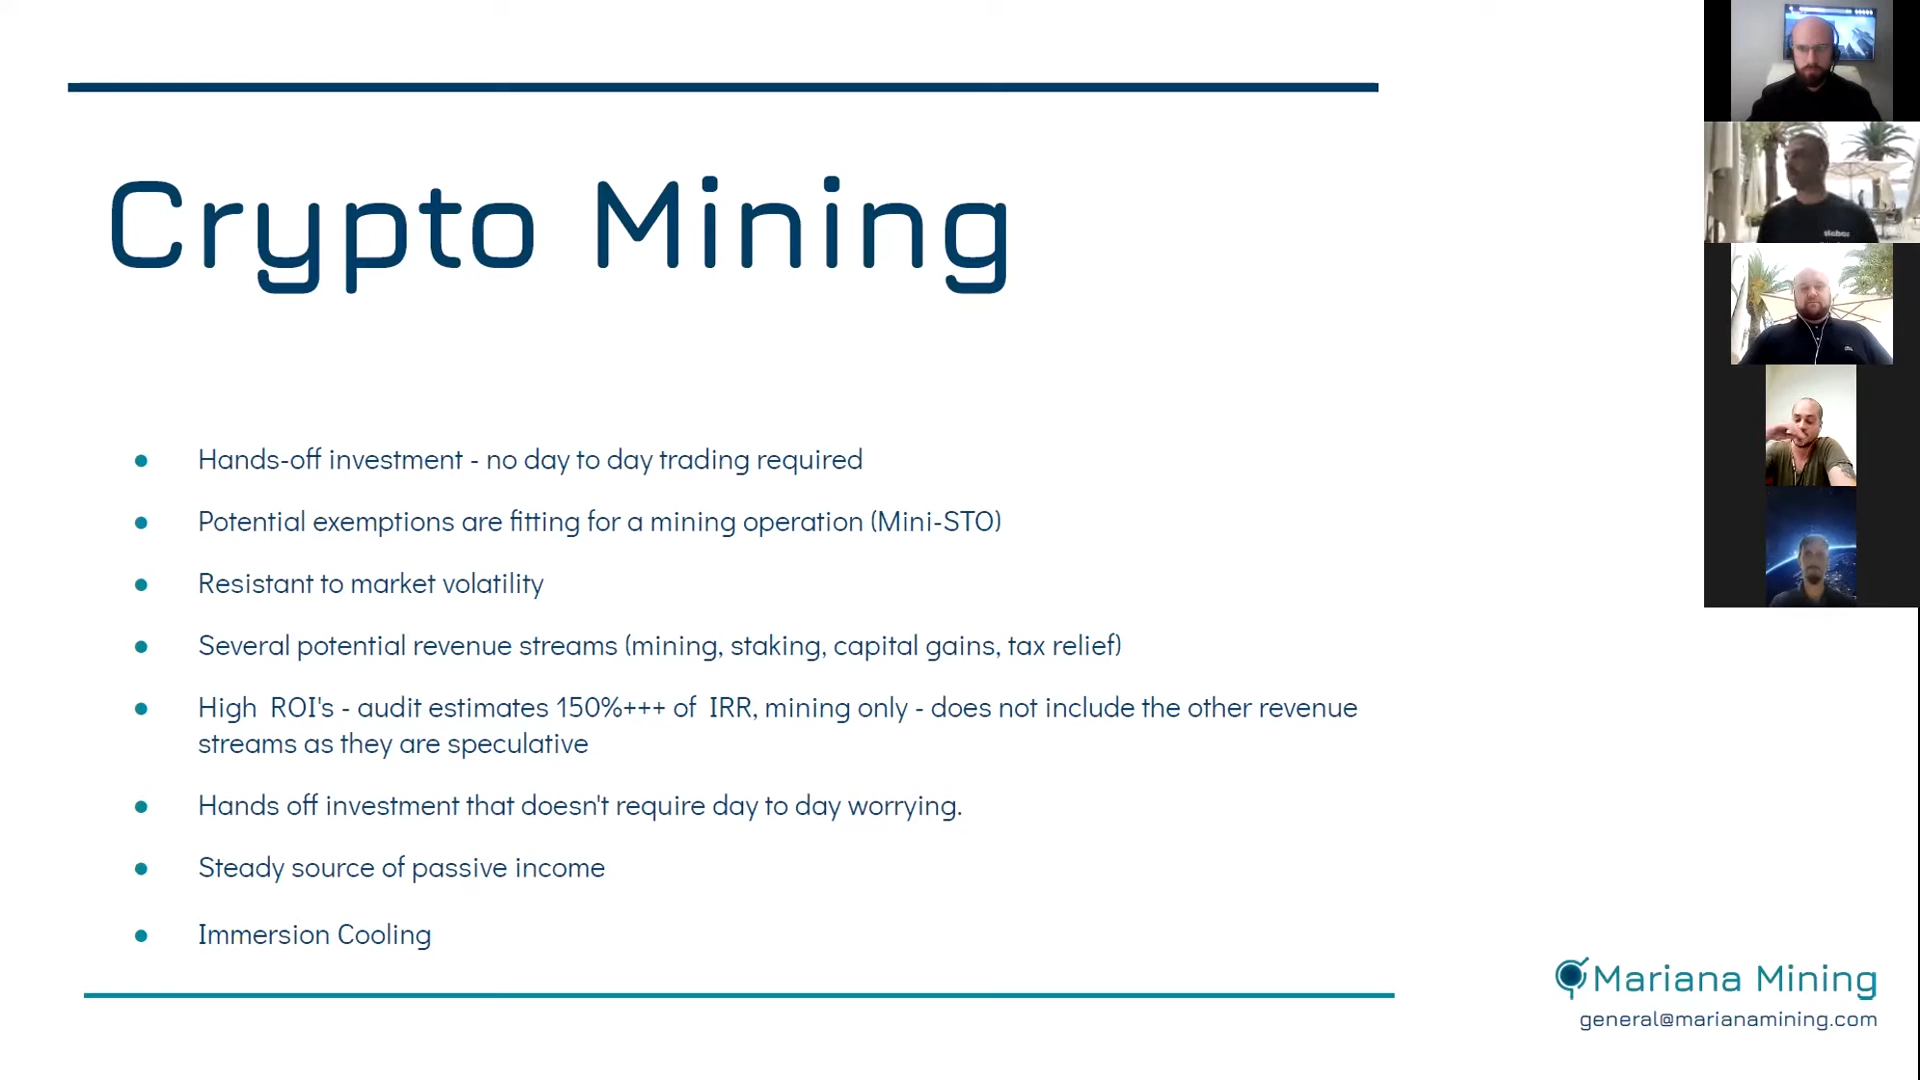 Crypto Mining
Hands-off investment - no day to day trading required
Potential exemptions are fitting for a mining operation (Mini-STO)
Resistant to market volatility
Several potential revenue streams (mining, staking, capital gains, tax relief)
High  ROI's - audit estimates 150%+++ of  IRR, mining only - does not include the other revenue
streams as they are speculative
Hands off investment that doesn't require day to day worrying.
Steady source of passive income
Immersion Cooling
Mariana Mining
general@marianamining.com